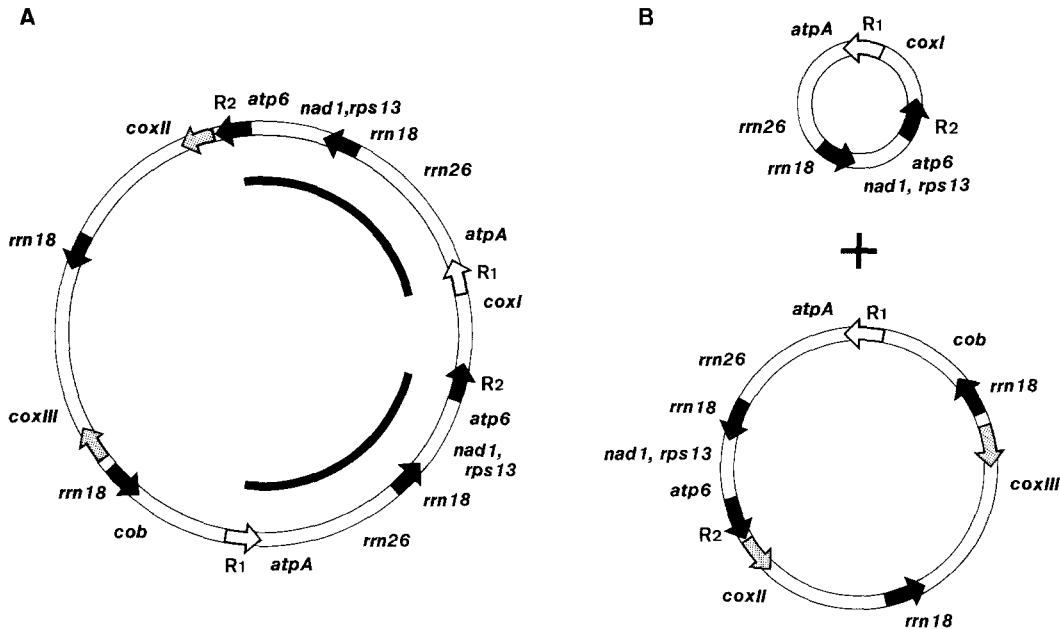 A
R2
atp6
nad1,rps13
rrn18
coxII
rrn26
atpA
rrn18
R1
coxI
R2
atp6
nad1,
rps13
rrn18
coxIII
rrn18
cob
R1
atpA
rrn26
B
R1
atpA
coxI
rrn26
R2
rrn18
atp6
nad1, rps13
+
R1
atpA
cob
rrn26
rrn18
rrn18
nad1, rps13
coxIII
atp6
R2
coxII
rrn18